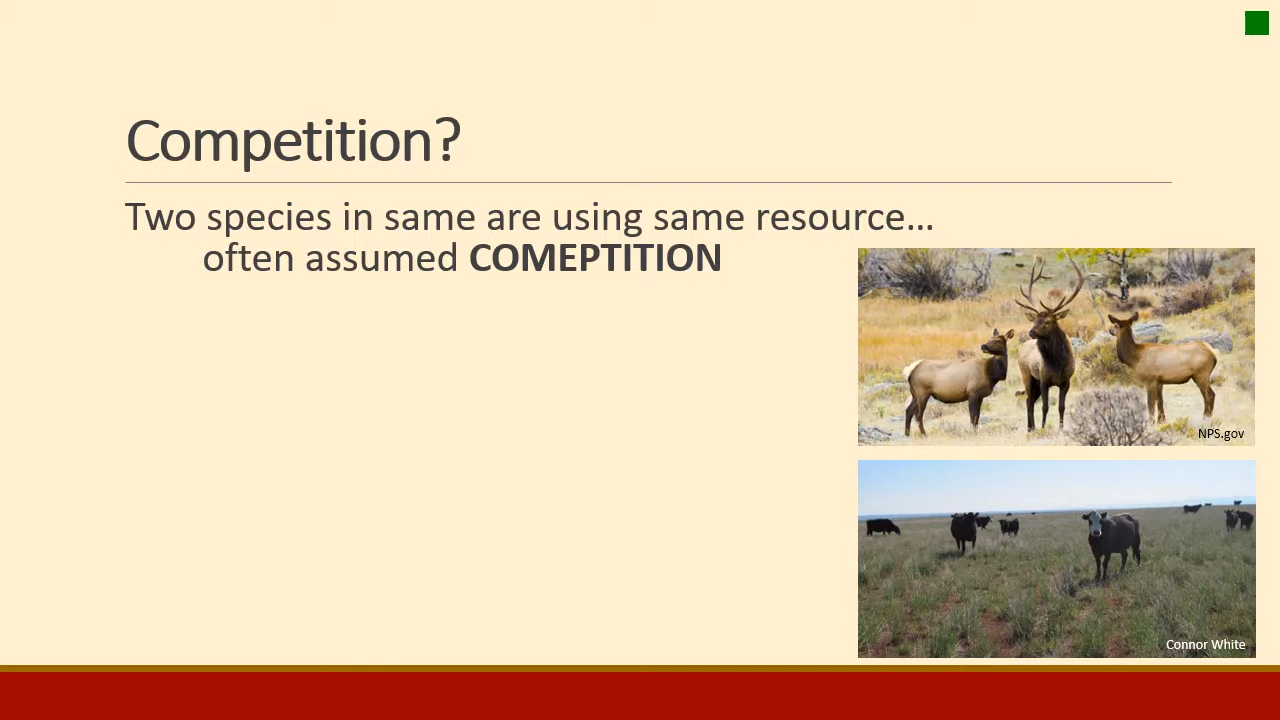 Competition?
Two species in same are using same resource…
often assumed COMEPTITION
NPS.gov
Connor White